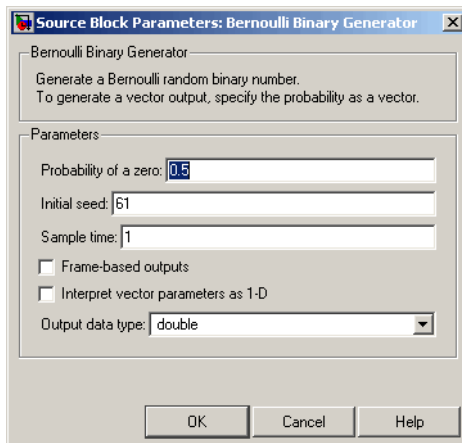 Source Block Parameters: Bernoulli Binary Generator
Bernoulli Binary Generator
Generate a Bernoulli random binary number.
To generate a vector output, specify the probability as a vector.
Parameters
Probability of a zero: 0.5
Initial seed: 61
Sample time: 1
Frame-based outputs
Interpret vector parameters as 1-D
Output data type: double
OK Cancel Help